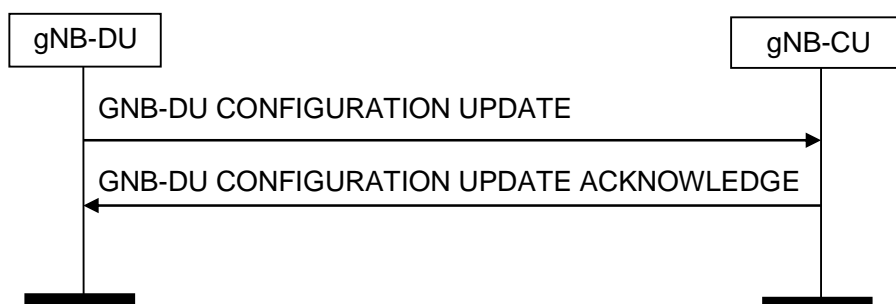 gNB-DU
gNB-CU
GNB-DU CONFIGURATION UPDATE
GNB-DU CONFIGURATION UPDATE ACKNOWLEDGE